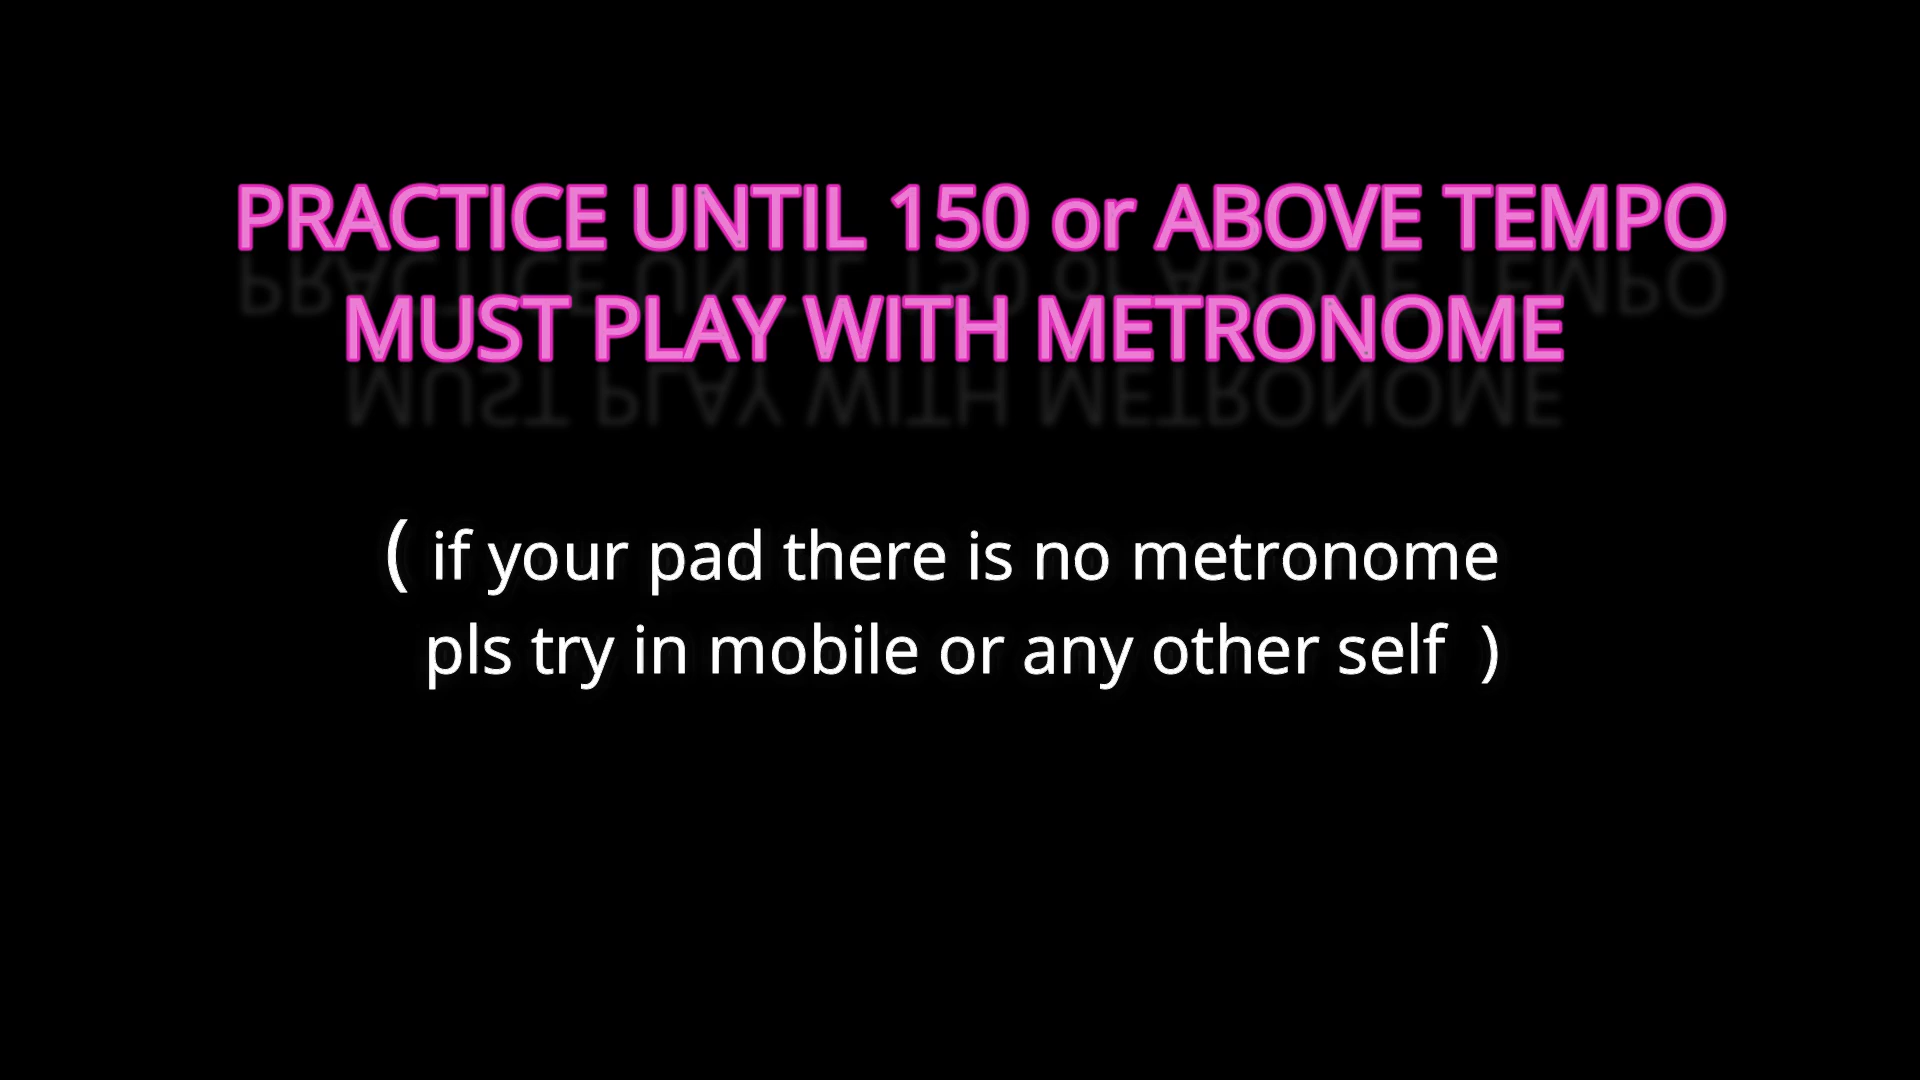 PRACTICE UNTIL 150 or ABOVE TEMPO
MUST PLAY WITH METRONOME
( if your pad there is no metronome
pls try in mobile or any other self )